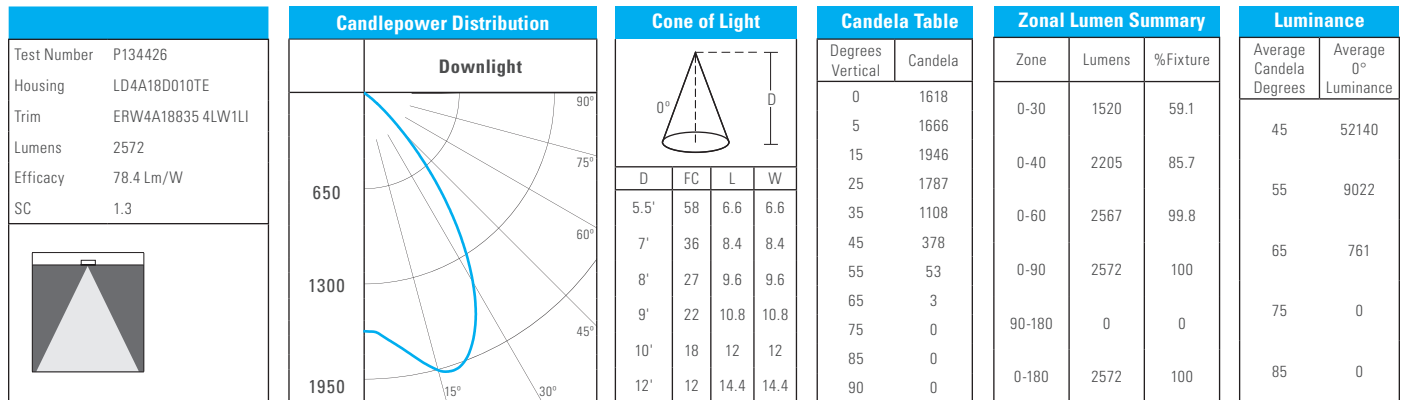 Test Number P134426
Housing LD4A18D010TE
Trim ERW4A18835 4LW1LI
Lumens 2572
Efficacy 78.4 Lm/W
SC 1.3
Candlepower Distribution
Downlight
90°
75°
650
60°
1300
45°
1950
15°
30°
Cone of Light
0°
D
D FC L W
5.5' 58 6.6 6.6
7' 36 8.4 8.4
8' 27 9.6 9.6
9' 22 10.8 10.8
10' 18 12 12
12' 12 14.4 14.4
Candela Table
Degrees Vertical Candela
0 1618
5 1666
15 1946
25 1787
35 1108
45 378
55 53
65 3
75 0
85 0
90 0
Zonal Lumen Summary
Zone Lumens %Fixture
0-30 1520 59.1
0-40 2205 85.7
0-60 2567 99.8
0-90 2572 100
90-180 0 0
0-180 2572 100
Luminance
Average Candela Degrees Average 0° Luminance
45 52140
55 9022
65 761
75 0
85 0